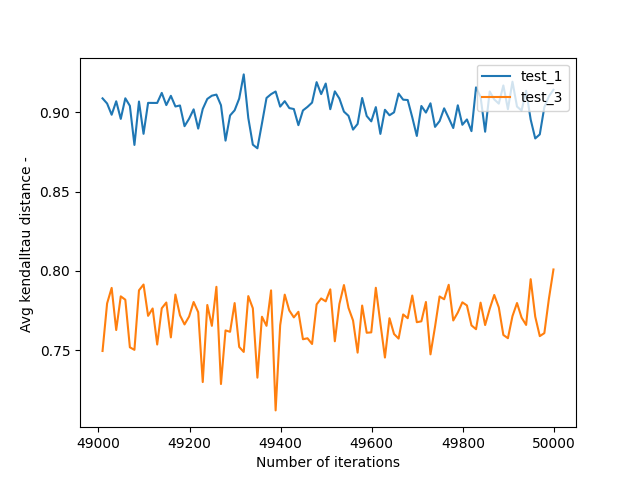 test_1
test_3
0.90
0.85
0.80
0.75
Avg kendalltau distance -
49000 49200 49400 49600 49800 50000
Number of iterations